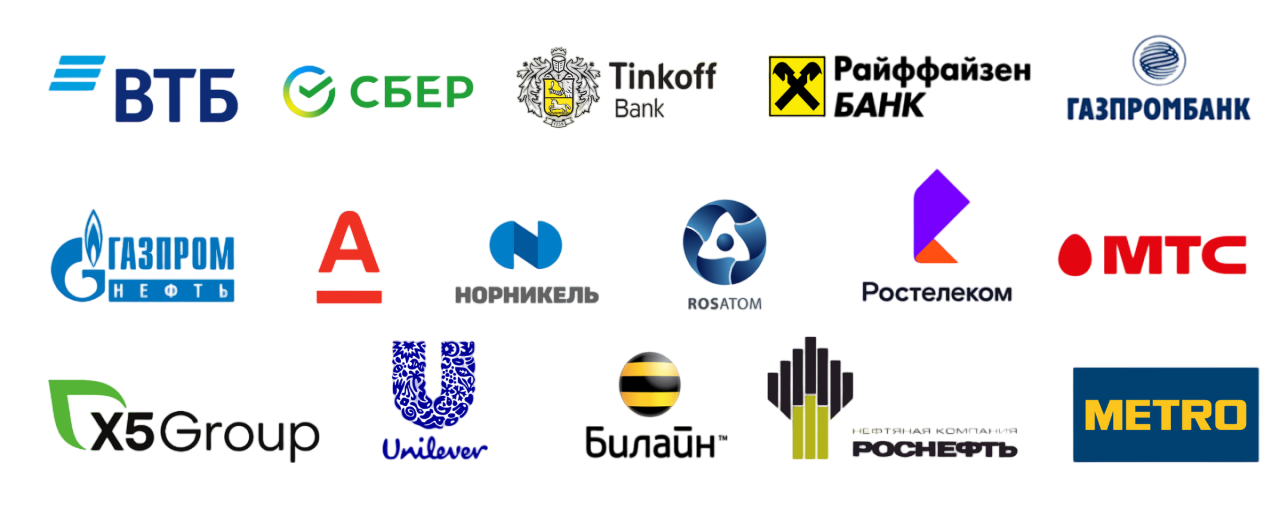 ВТБ
СБЕР
Tinkoff
Bank
Райффайзен
БАНК
ГАЗПРОМБАНК
ГАЗПРОМ
НЕФТЬ
А
НОРНИКЕЛЬ
ROSATOM
Ростелеком
МТС
X5Group
Unilever
Билайн™
НЕФТЯНАЯ КОМПАНИЯ
РОСНЕФТЬ
METRO